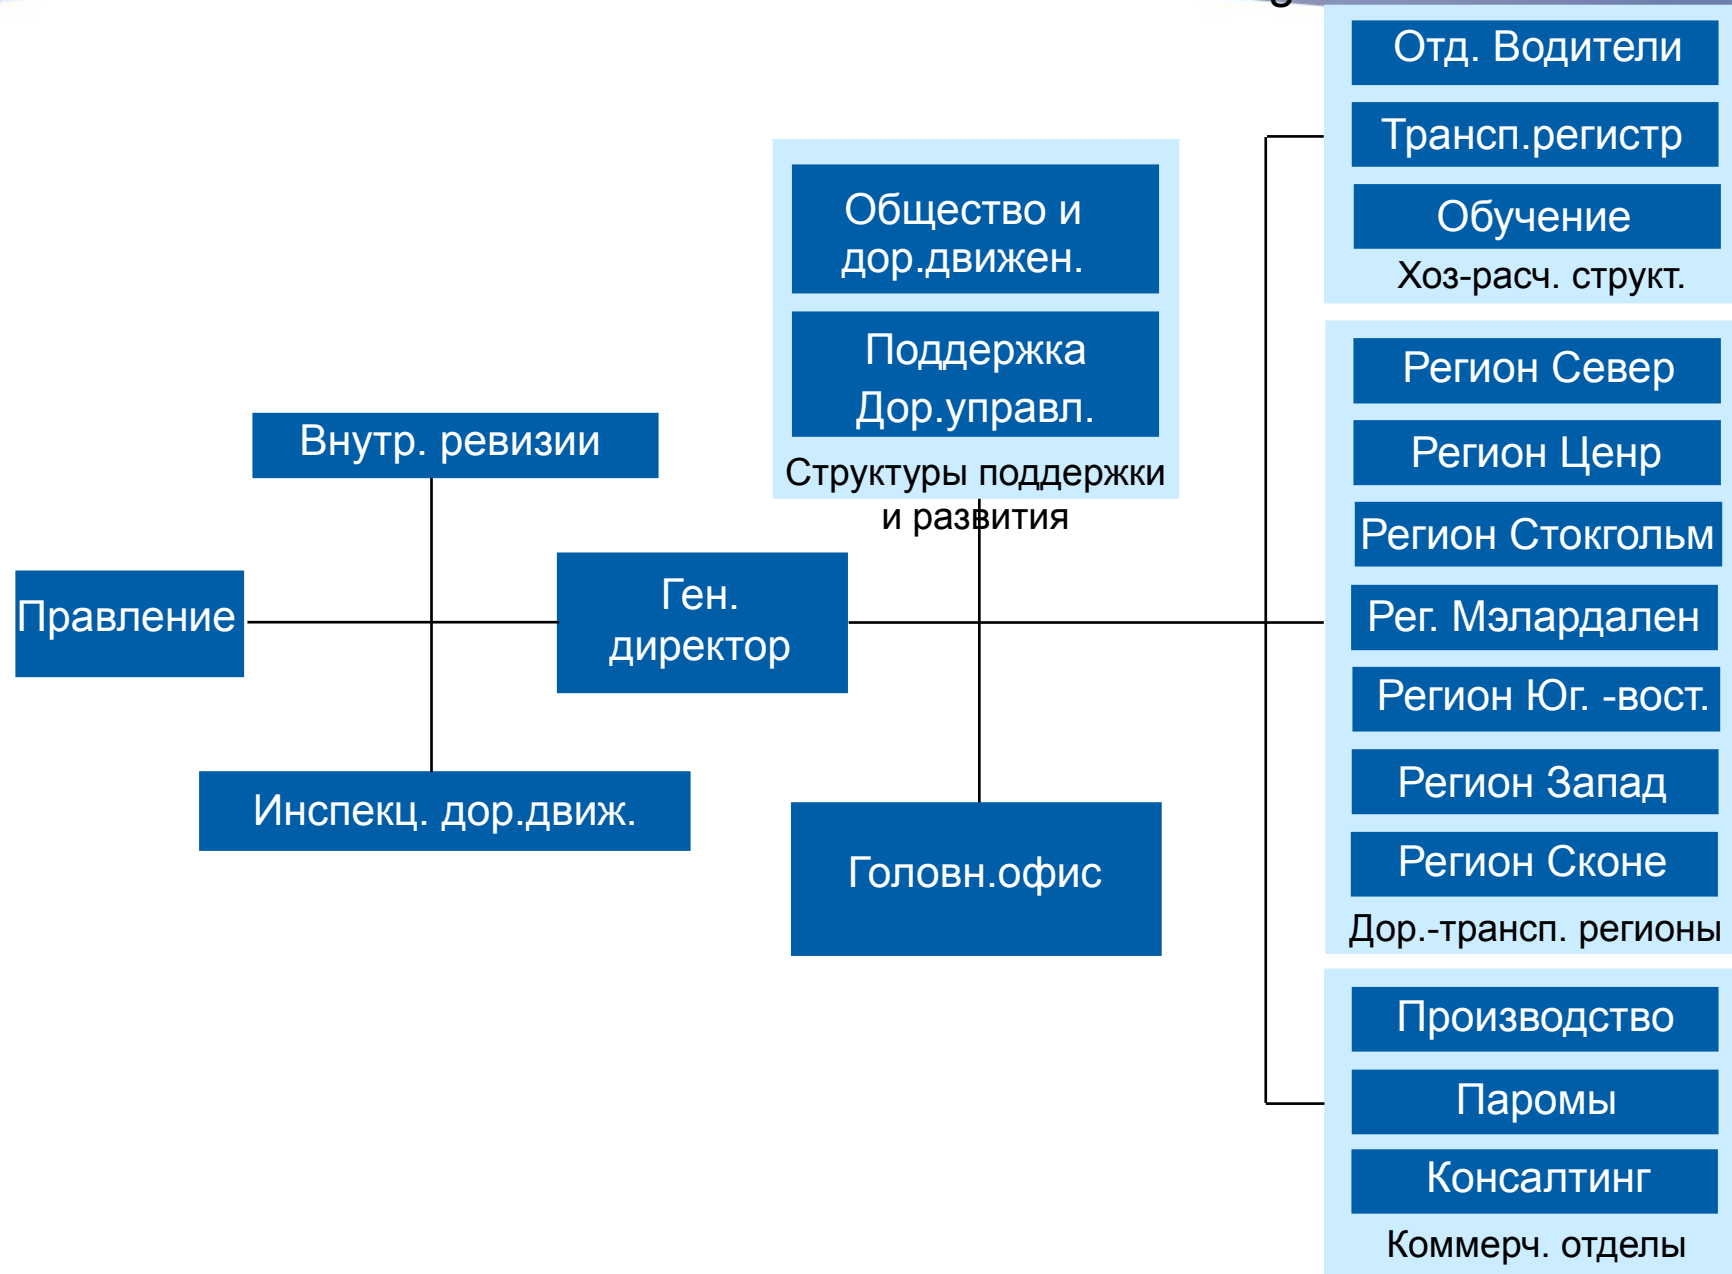 Отд. Водители
Трансп.регистр
Обучение
Хоз-расч. структ.
Общество и
дор.движен.
Поддержка
Дор.управл.
Структуры поддержки
и развития
Внутр. ревизии
Правление
Ген.
директор
Инспекц. дор.движ.
Головн.офис
Регион Север
Регион Ценр
Регион Стокгольм
Рег. Мэлардален
Регион Юг. -вост.
Регион Запад
Регион Сконе
Дор.-трансп. регионы
Производство
Паромы
Консалтинг
Коммерч. отделы